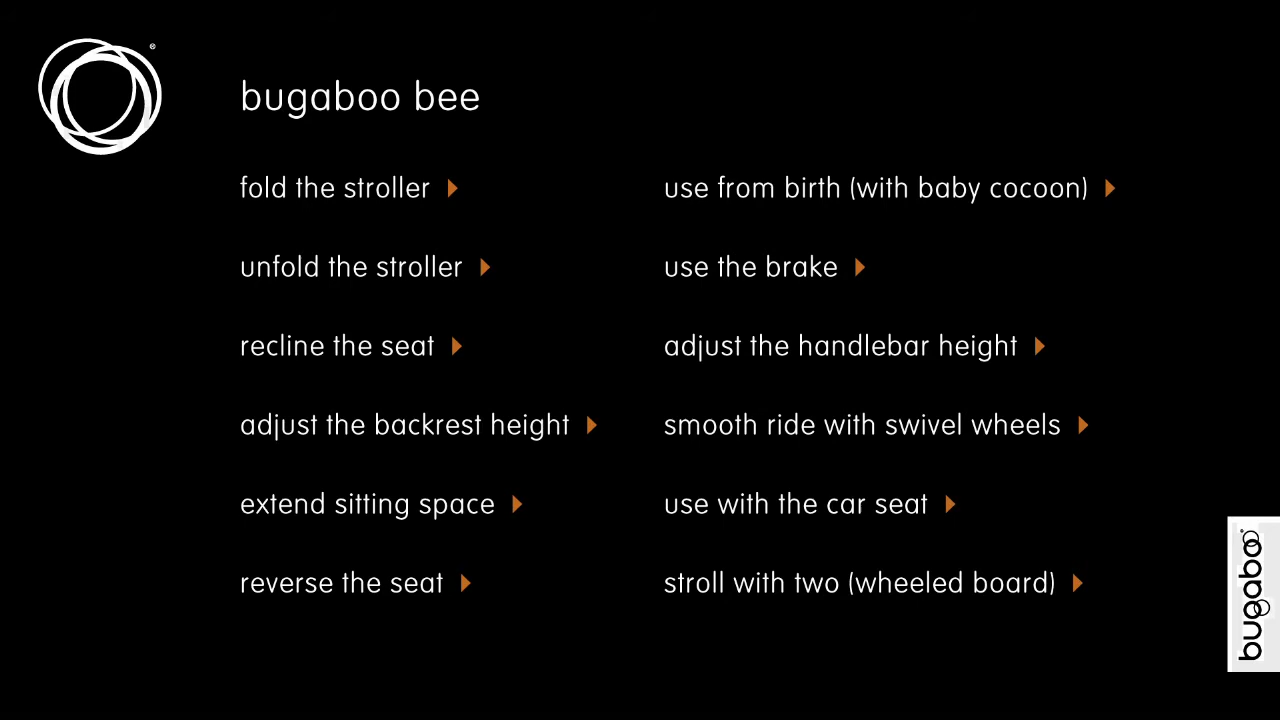 bugaboo bee
fold the stroller
unfold the stroller
recline the seat
adjust the backrest height
extend sitting space
reverse the seat
use from birth (with baby cocoon)
use the brake
adjust the handlebar height
smooth ride with swivel wheels
use with the car seat
stroll with two (wheeled board)
bugaboo